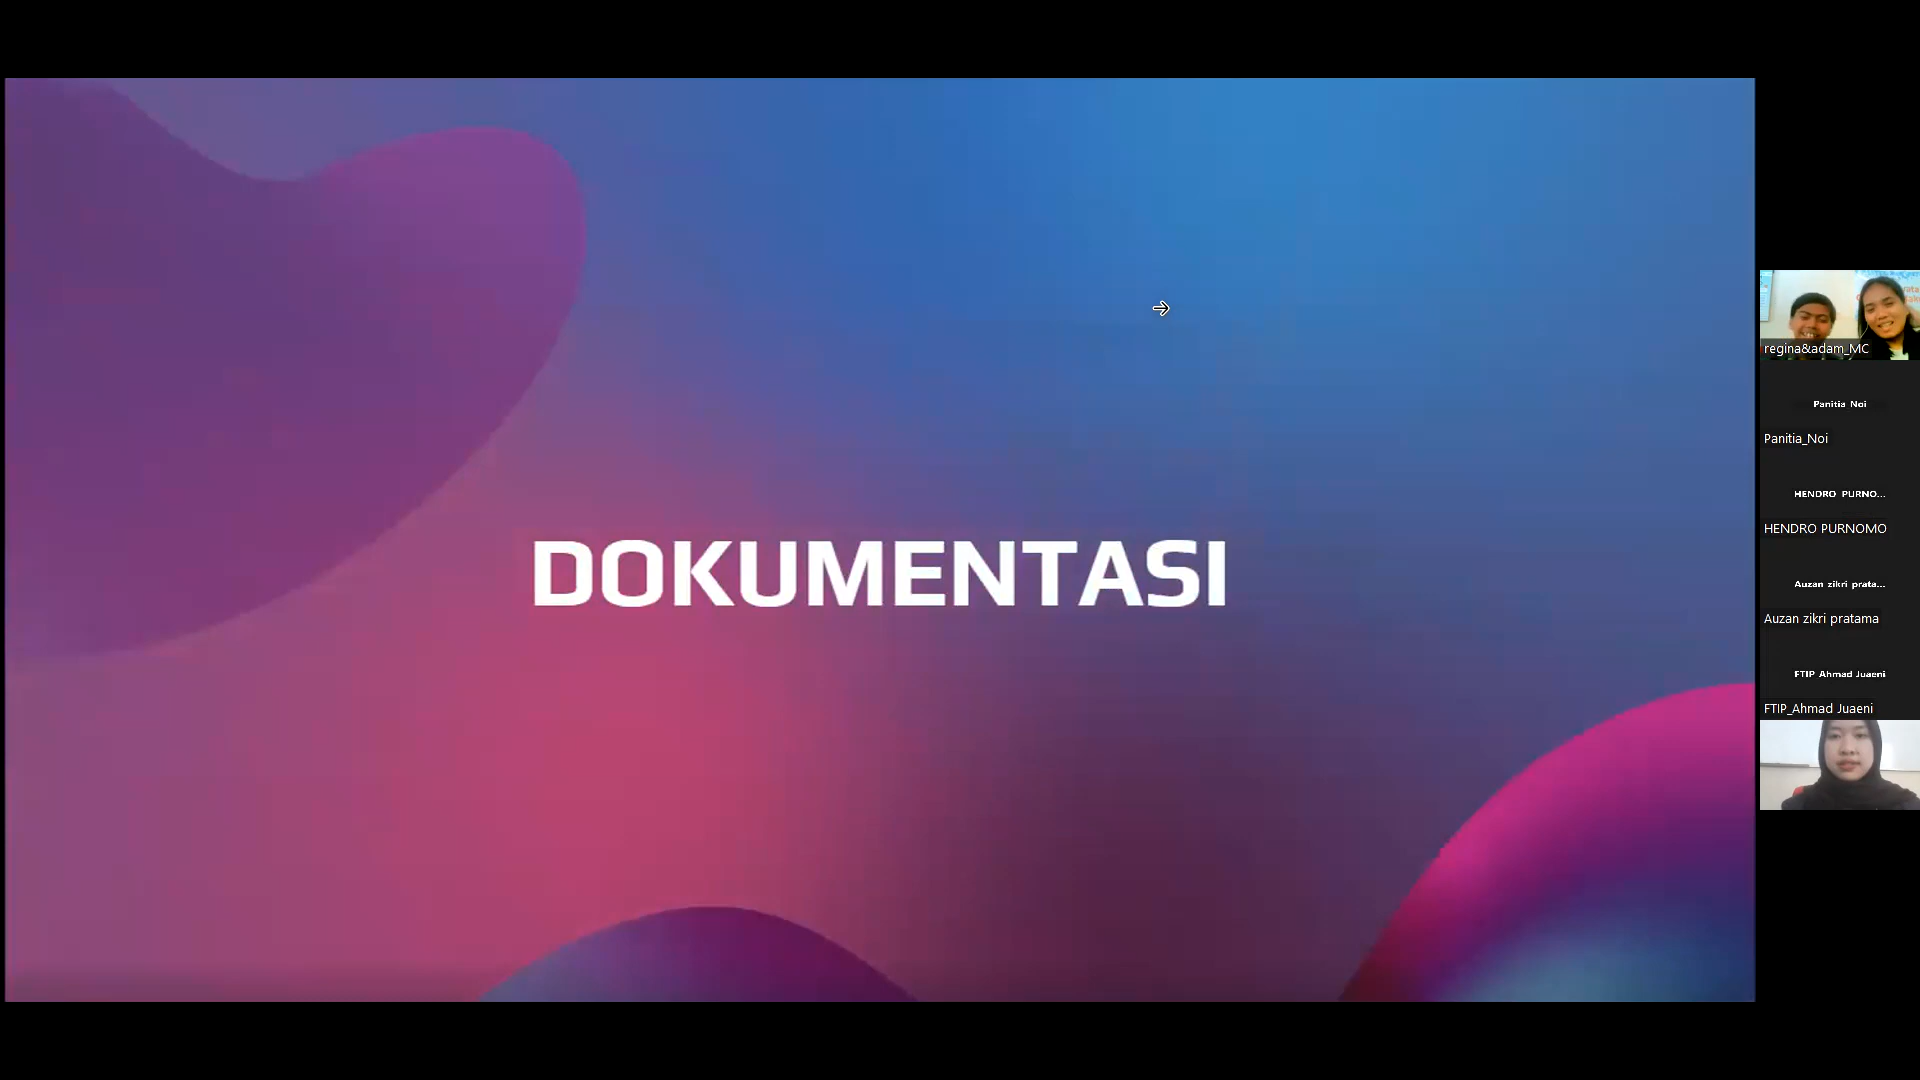 DOKUMENTASI
regina&adam_MC
Panitia Noi
Panitia_Noi
HENDRO PURNO...
HENDRO PURNOMO
Auzan zikri prata...
Auzan zikri pratama
FTIP Ahmad Juaeni
FTIP_Ahmad Juaeni